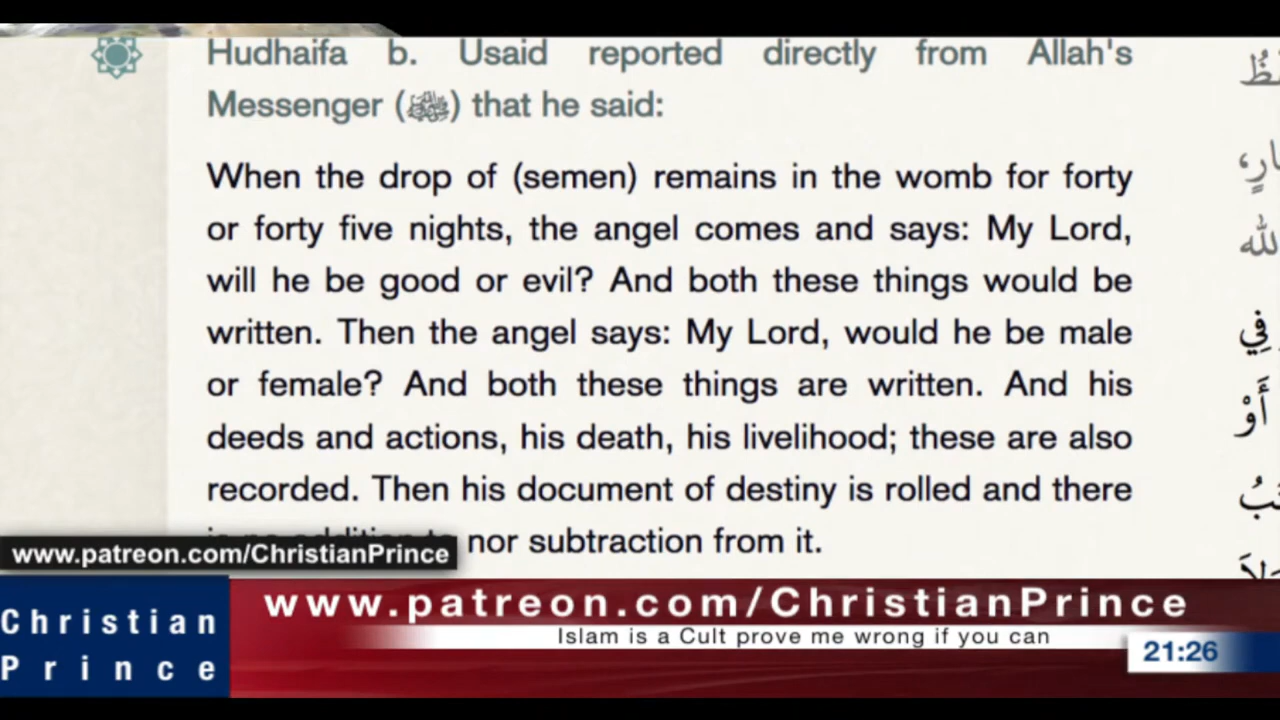 Hudhaifa b. Usaid reported directly from Allah's
Messenger (ﷺ) that he said:
When the drop of (semen) remains in the womb for forty
or forty five nights, the angel comes and says: My Lord,
will he be good or evil? And both these things would be
written. Then the angel says: My Lord, would he be male
or female? And both these things are written. And his
deeds and actions, his death, his livelihood; these are also
recorded. Then his document of destiny is rolled and there
nor subtraction from it.
www.patreon.com/ChristianPrince
Christian
Prince
www.patreon.com/ChristianPrince
Islam is a Cult prove me wrong if you can
21:26
في
أَوْ